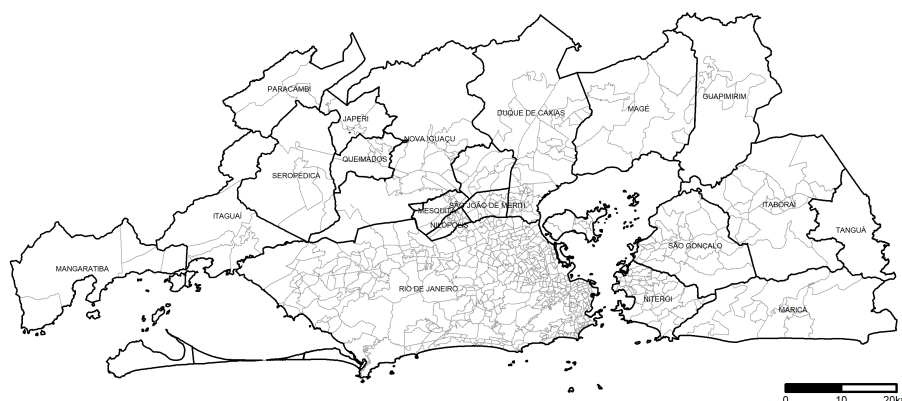 PARACAMBI
GUAPIMIRIM
MAGÉ
DUQUE DE CAXIAS
JAPERI
NOVA IGUAÇU
QUEIMADOS
SEROPÉDICA
MESQUITA
SÃO JOÃO DE MERITI
ITABORAÍ
ITAGUAÍ
NILÓPOLIS
TANGUÁ
SÃO GONÇALO
MANGARATIBA
RIO DE JANEIRO
NITERÓI
MARICÁ
0 10 20k